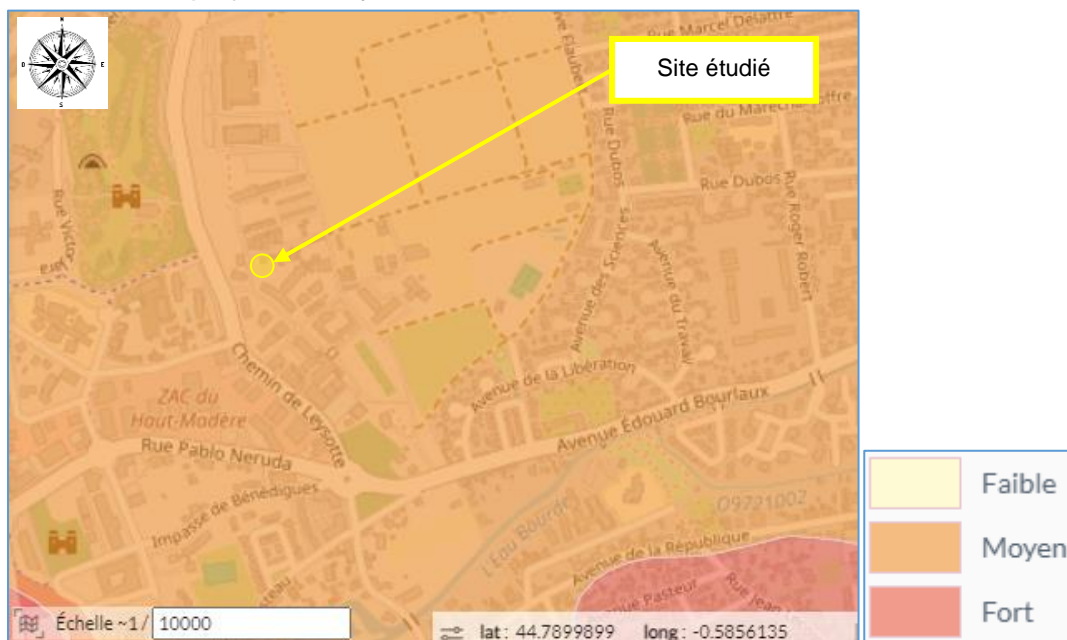 Rue Marcel Delattre
Site étudié
Rue du Maréchal Joffre
Rue Dubos
Rue Dubos
Rue Roger Robert
Rue Victor
Avenue des Sciences
Avenue du Travail
Chemin de Leysotte
Avenue de la Libération
ZAC du
Haut-Madère
Avenue Édouard Bourlaux
Rue Pablo Neruda
Impasse de Bénédigues
L'Eau Bourde
O9721002
Avenue de la République
Pasteur
Rue Jean
Faible
Moyen
Fort
Échelle ~1/ 10000
lat: 44.7899899 long: -0.5856135